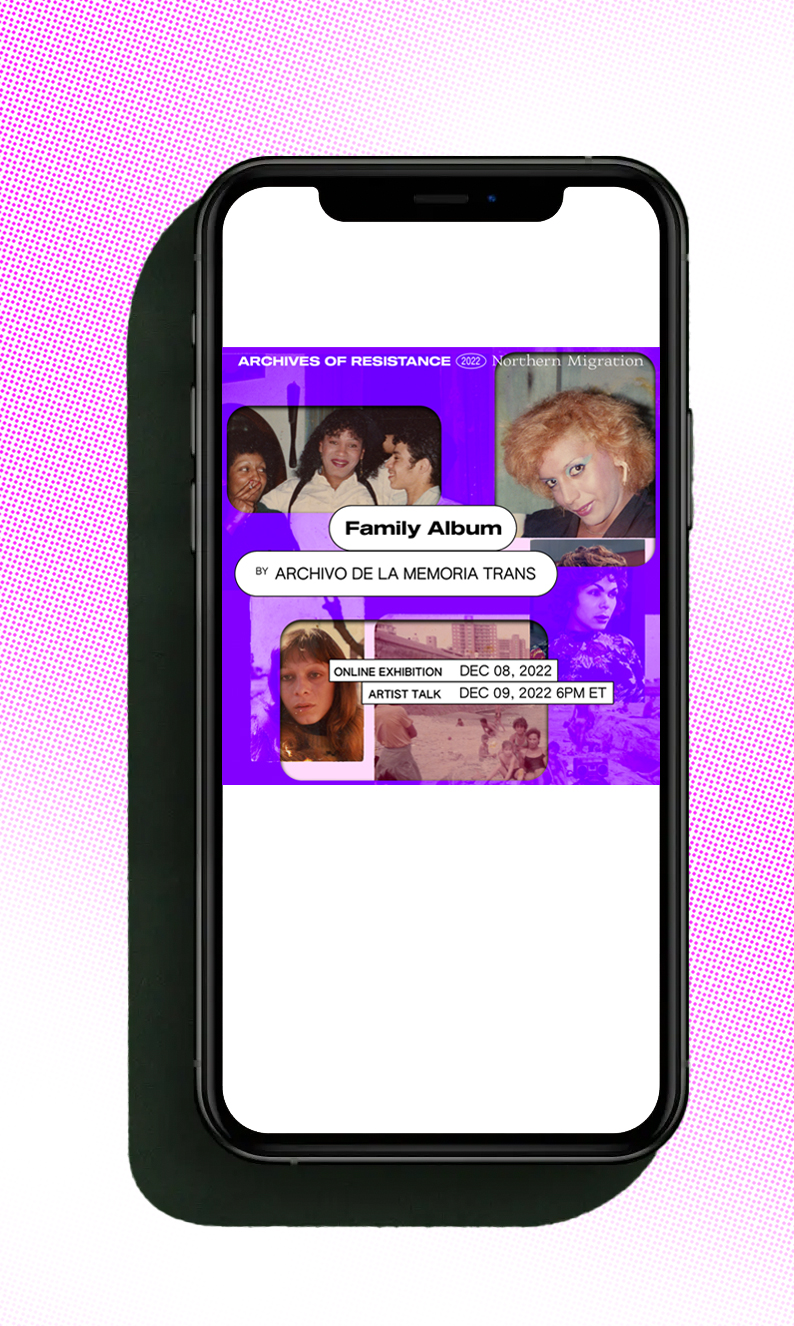 ARCHIVES OF RESISTANCE 2022 Northern Migration
Family Album
BY ARCHIVO DE LA MEMORIA TRANS
ONLINE EXHIBITION DEC 08, 2022
ARTIST TALK DEC 09, 2022 6PM ET